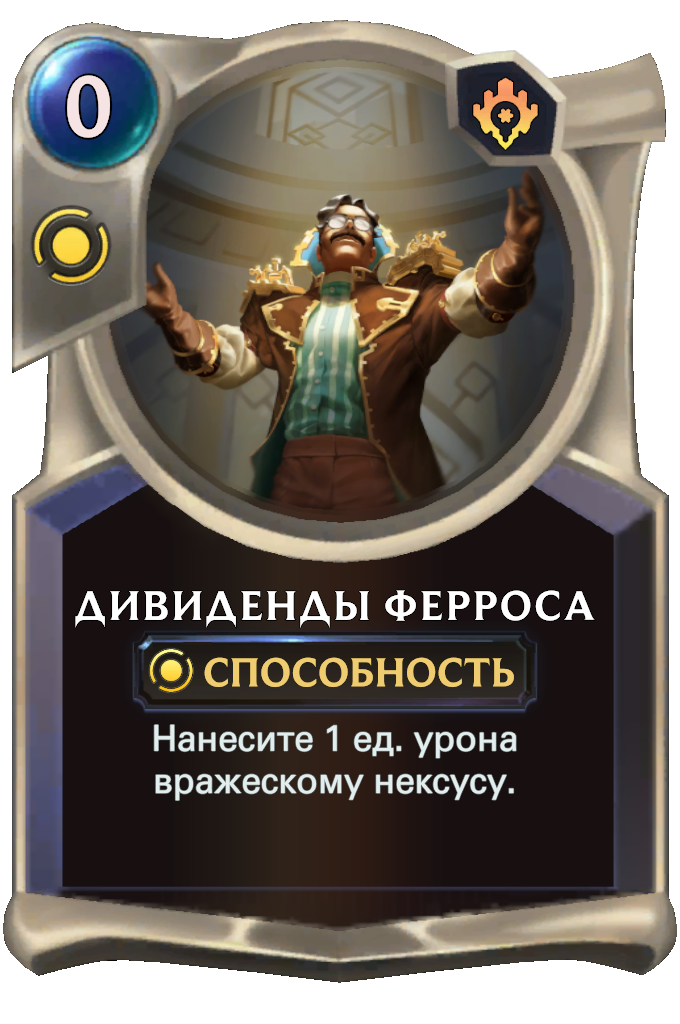 0
ДИВИДЕНДЫ ФЕРРОСА
СПОСОБНОСТЬ
Нанесите 1 ед. урона
вражескому нексусу.